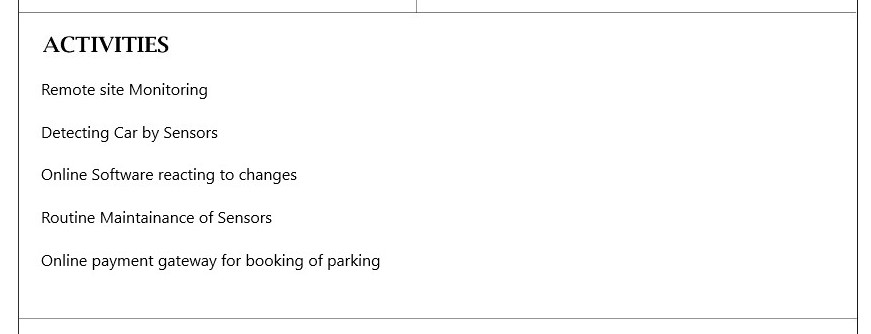 ACTIVITIES
Remote site Monitoring
Detecting Car by Sensors
Online Software reacting to changes
Routine Maintainance of Sensors
Online payment gateway for booking of parking